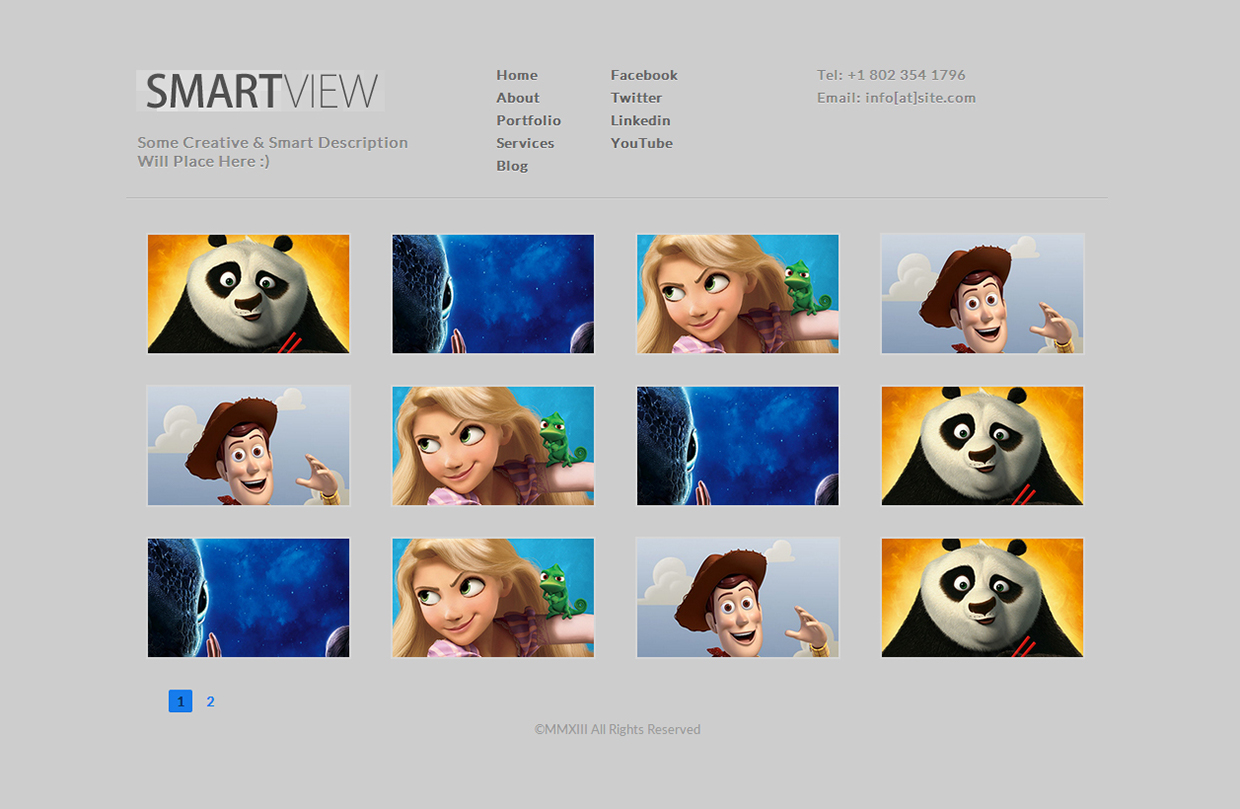 SMARTVIEW
Some Creative & Smart Description
Will Place Here :)
Home
About
Portfolio
Services
Blog
Facebook
Twitter
Linkedin
YouTube
Tel: +1 802 354 1796
Email: info[at]site.com
1 2
©MMXIII All Rights Reserved